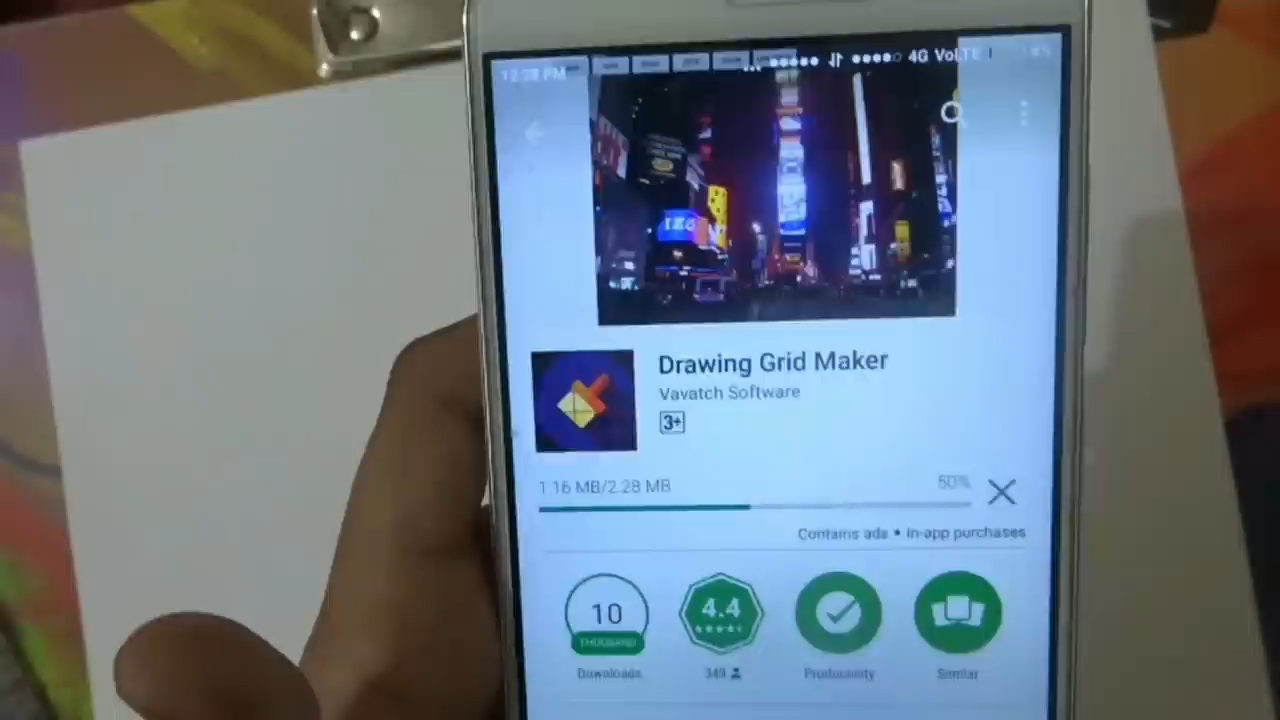 12:38 PM
4G VoLTE
Drawing Grid Maker
Vavatch Software
3+
1.16 MB/2.28 MB
50%
Contains ads • In-app purchases
10
THOUSAND
4.4
Downloads
349
Productivity
Similar